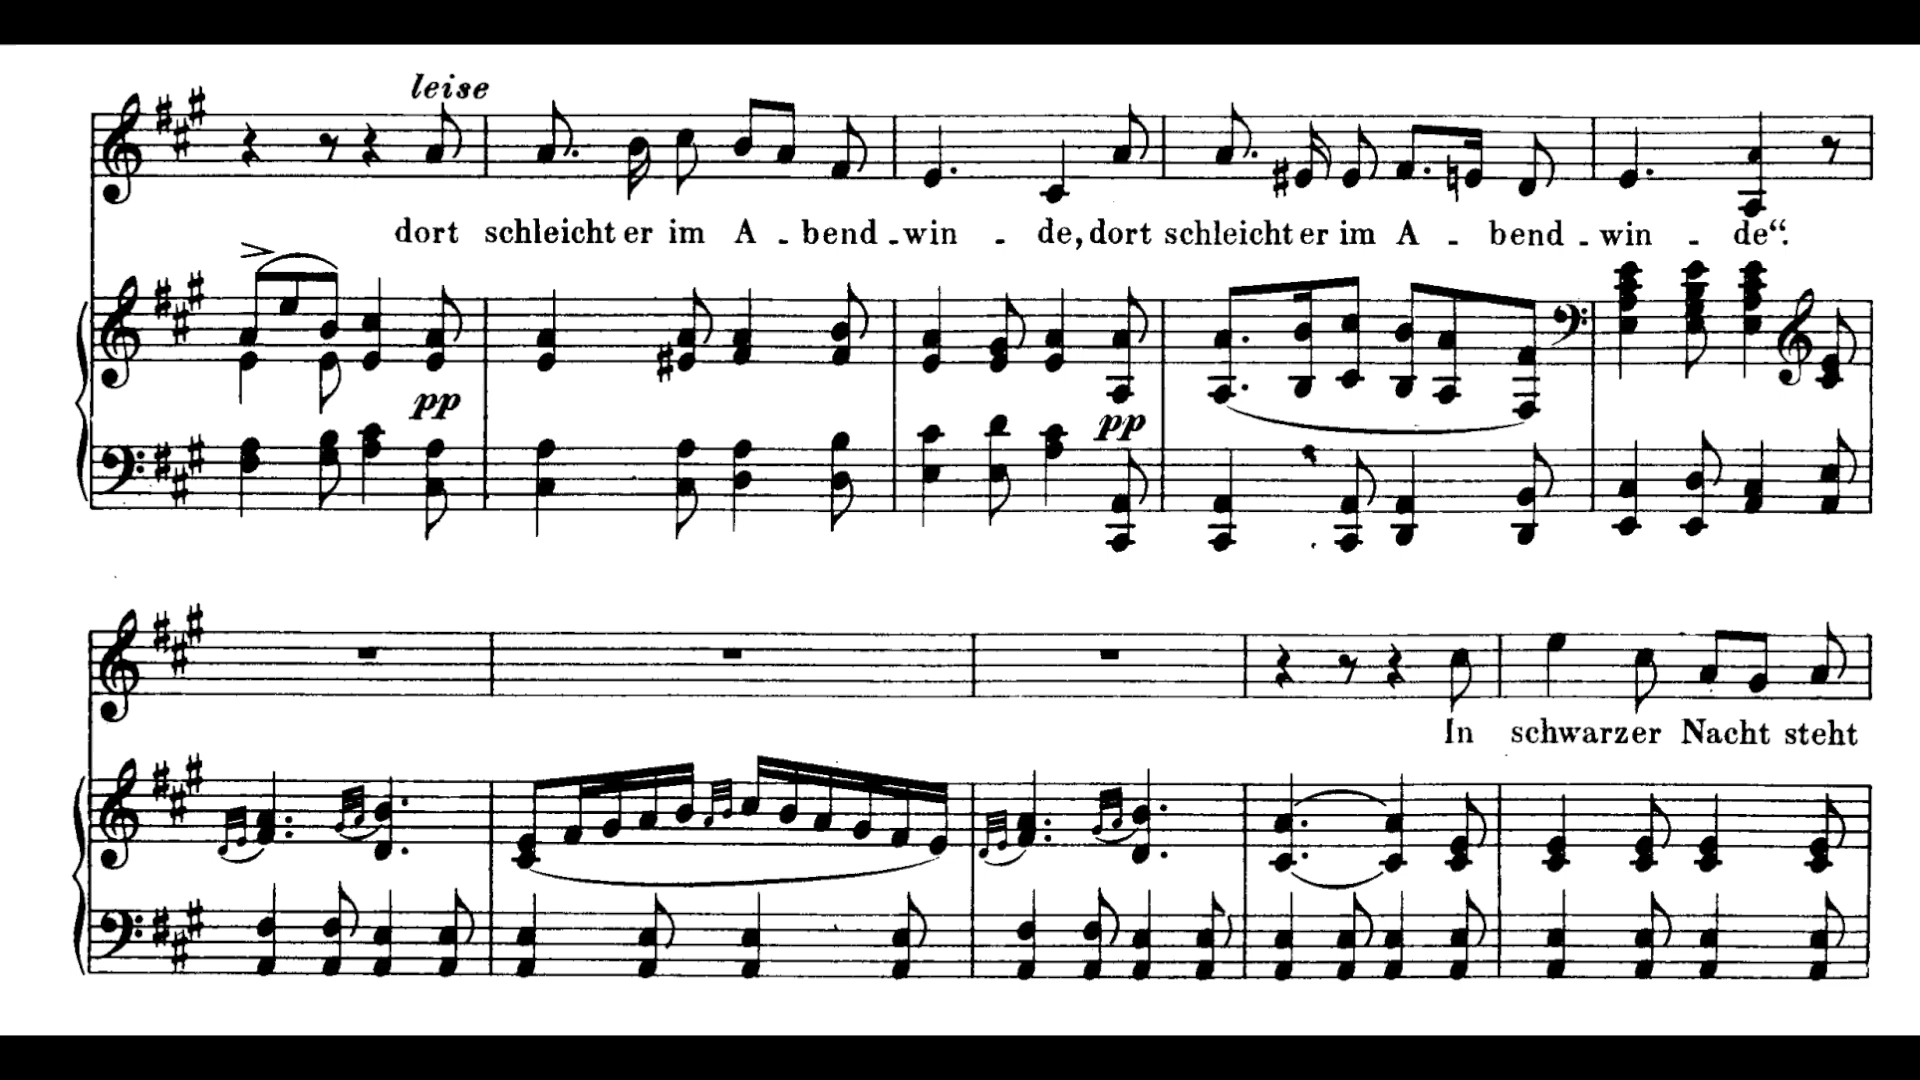 leise
dort schleicht er im A - bend - win - de, dort schleicht er im A - bend - win - de“.
pp
pp
In schwarzer Nacht steht